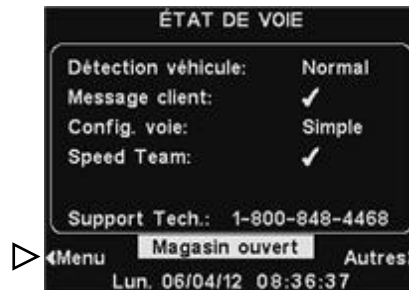 ÉTAT DE VOIE
Détection véhicule: Normal
Message client: ✓
Config. voie: Simple
Speed Team: ✓
Support Tech.: 1-800-848-4468
Magasin ouvert
Menu Autres
Lun. 06/04/12 08:36:37